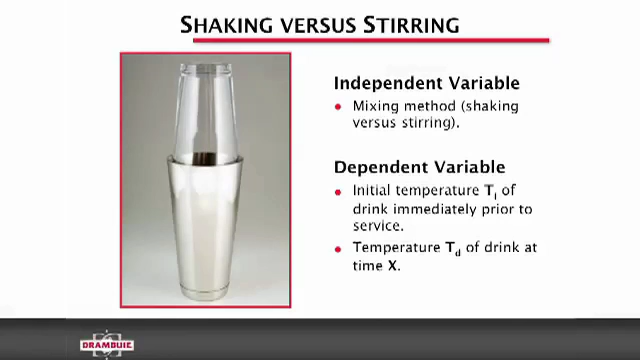 SHAKING VERSUS STIRRING
Independent Variable
• Mixing method (shaking
versus stirring).
Dependent Variable
• Initial temperature Ti of
drink immediately prior to
service.
• Temperature Td of drink at
time X.
DRAMBUIE